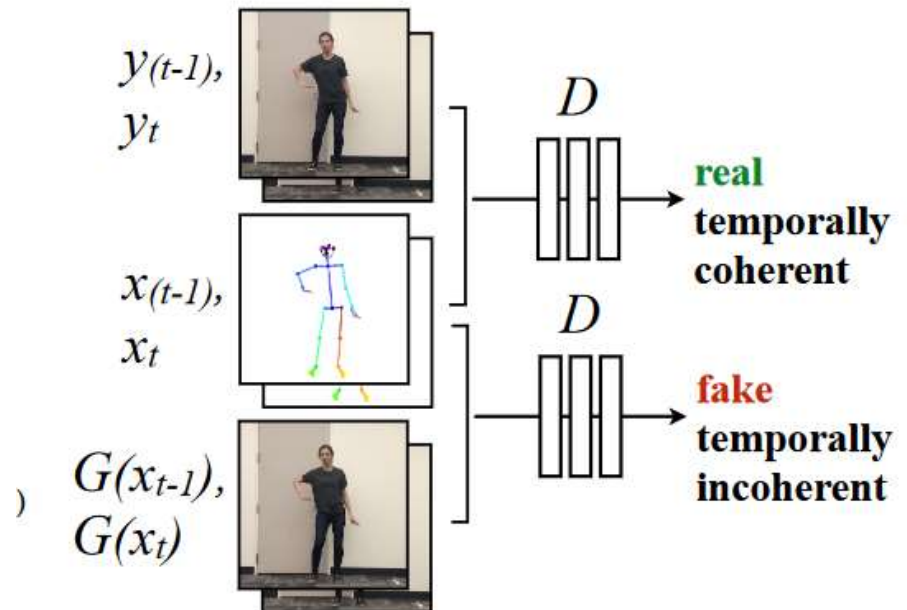 y(t-1),
yt
D
real
temporally
coherent
x(t-1),
xt
D
fake
temporally
incoherent
)
G(xt-1),
G(xt)